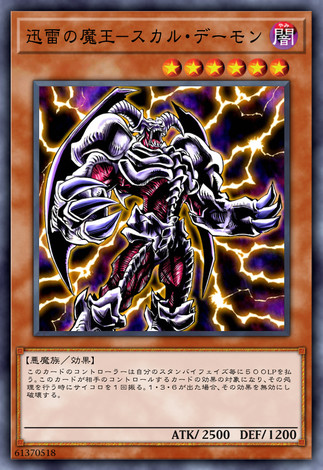 迅雷の魔王-スカル・デーモン
闇
やみ
【悪魔族／効果】
このカードのコントローラーは自分のスタンバイフェイズ毎に５００LPを払
う。このカードが相手のコントロールするカードの効果の対象になり、その処
理を行う時にサイコロを１回振る。１・３・６が出た場合、その効果を無効にし
破壊する。
ATK/ 2500 DEF/1200
61370518